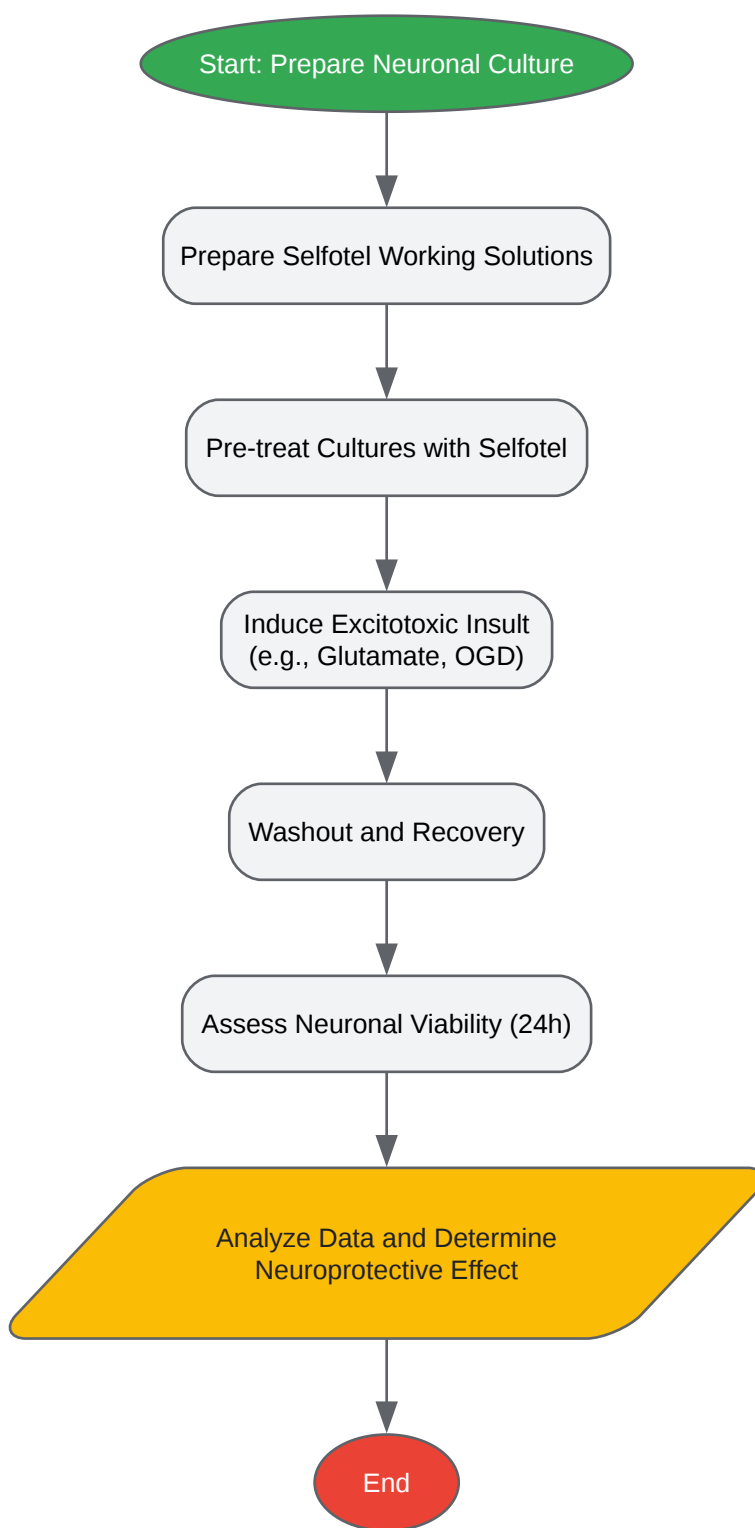 Start: Prepare Neuronal Culture
Prepare Selfotel Working Solutions
Pre-treat Cultures with Selfotel
Induce Excitotoxic Insult
(e.g., Glutamate, OGD)
Washout and Recovery
Assess Neuronal Viability (24h)
Analyze Data and Determine
Neuroprotective Effect
End